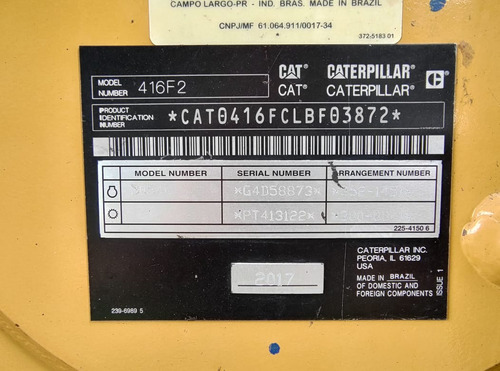 CAMPO LARGO-PR - IND. BRAS. MADE IN BRAZIL
CNPJ/MF 61.064.911/0017-34
372-5183 01
MODEL NUMBER 416F2
CAT CATERPILLAR
CAT® CATERPILLAR®
PRODUCT IDENTIFICATION NUMBER *CAT0416FCLBF03872*
MODEL NUMBER SERIAL NUMBER ARRANGEMENT NUMBER
*G4D58873*
*PT413122*
225-4150 6
CATERPILLAR INC.
PEORIA, IL 61629
USA
2017
MADE IN BRAZIL
OF DOMESTIC AND
FOREIGN COMPONENTS
ISSUE 1
239-6989 5